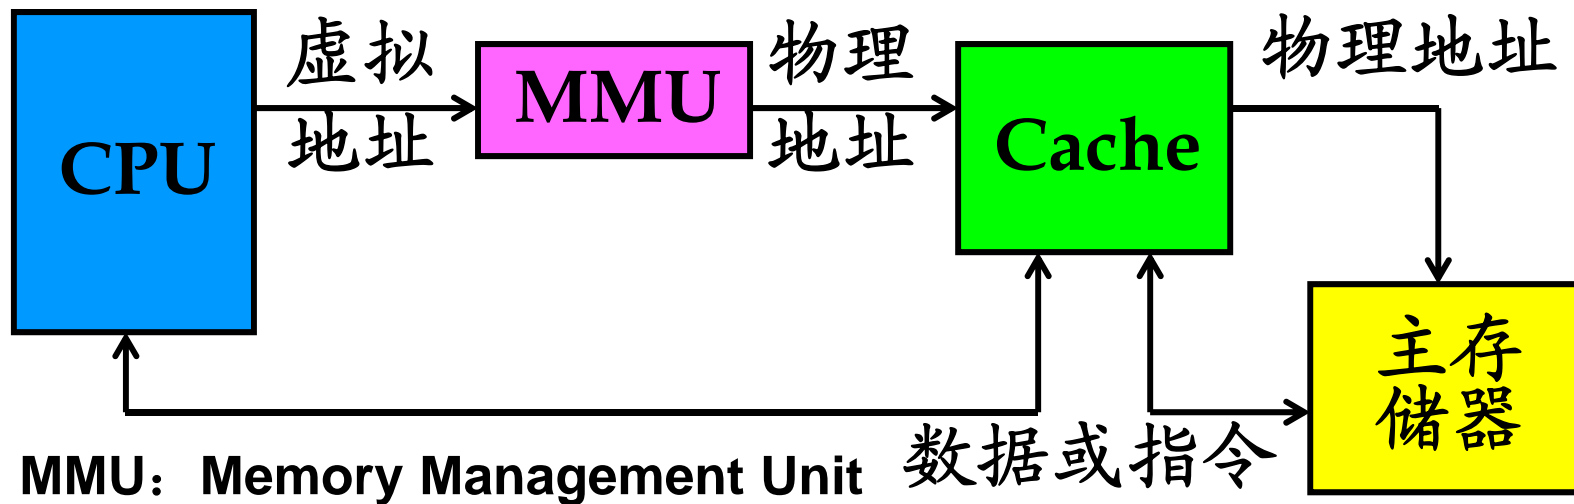 虚拟
地址
物理
地址
物理地址
CPU
MMU
Cache
主存
储器
数据或指令
MMU：Memory Management Unit